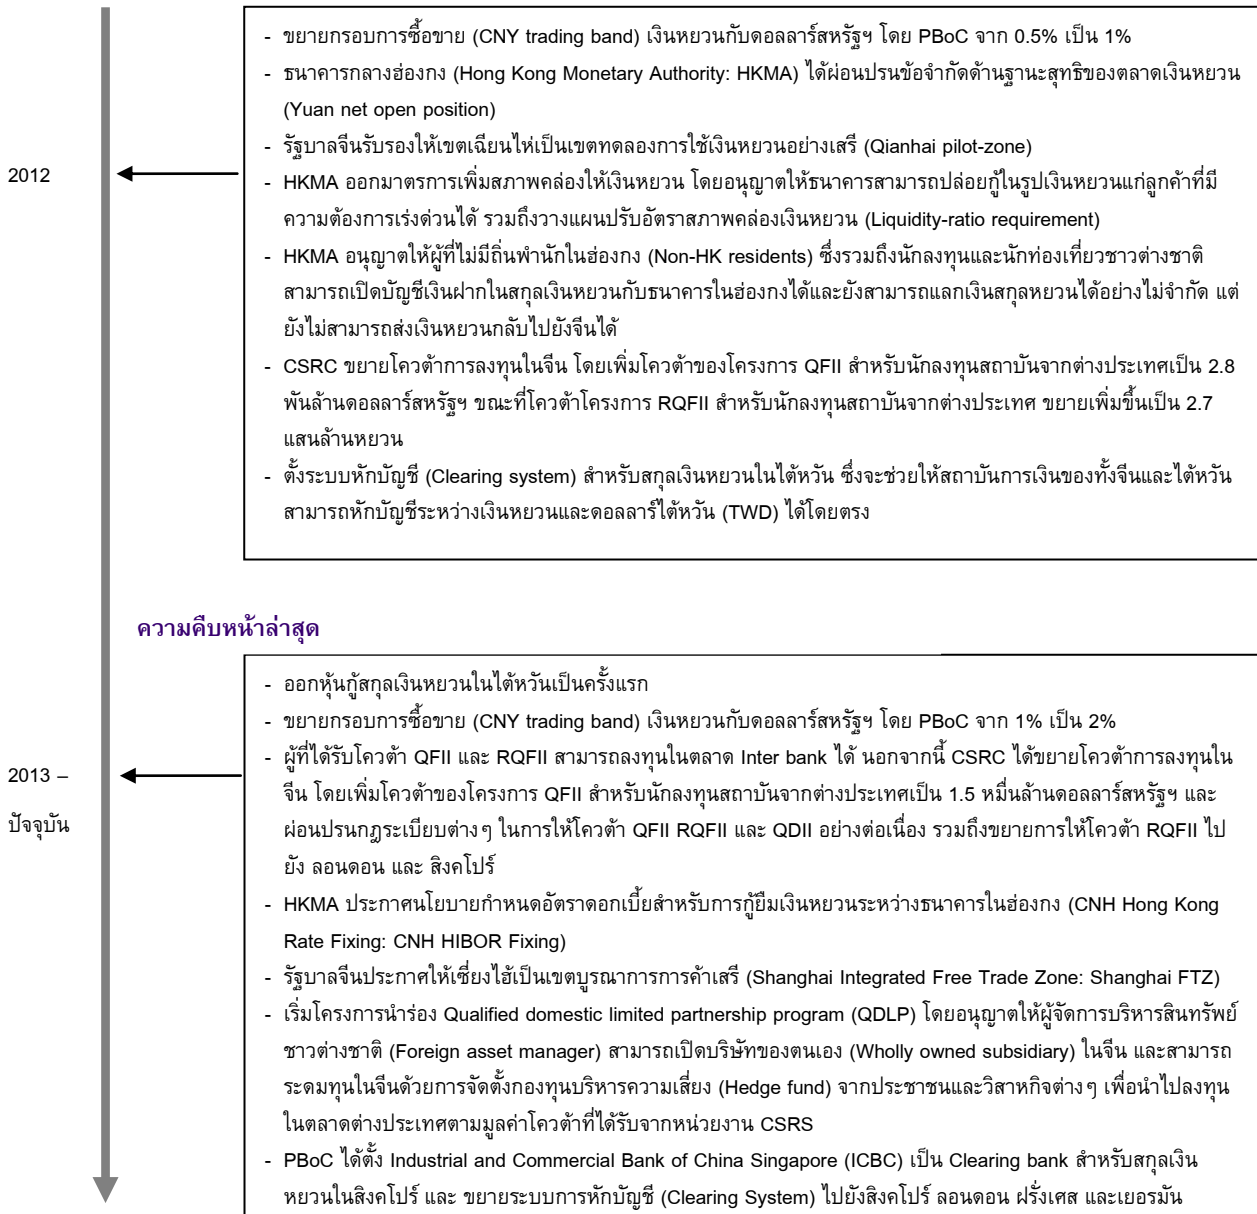 - ขยายกรอบการซื้อขาย (CNY trading band) เงินหยวนกับดอลลาร์สหรัฐฯ โดย PBoC จาก 0.5% เป็น 1%
- ธนาคารกลางฮ่องกง (Hong Kong Monetary Authority: HKMA) ได้ผ่อนปรนข้อจำกัดด้านฐานะสุทธิของตลาดเงินหยวน
(Yuan net open position)
- รัฐบาลจีนรับรองให้เขตเฉียนไห่เป็นเขตทดลองการใช้เงินหยวนอย่างเสรี (Qianhai pilot-zone)
2012
- HKMA ออกมาตรการเพิ่มสภาพคล่องให้เงินหยวน โดยอนุญาตให้ธนาคารสามารถปล่อยกู้ในรูปเงินหยวนแก่ลูกค้าที่มี
ความต้องการเร่งด่วนได้ รวมถึงวางแผนปรับอัตราสภาพคล่องเงินหยวน (Liquidity-ratio requirement)
- HKMA อนุญาตให้ผู้ที่ไม่มีถิ่นพำนักในฮ่องกง (Non-HK residents) ซึ่งรวมถึงนักลงทุนและนักท่องเที่ยวชาวต่างชาติ
สามารถเปิดบัญชีเงินฝากในสกุลเงินหยวนกับธนาคารในฮ่องกงได้และยังสามารถแลกเงินสกุลหยวนได้อย่างไม่จำกัด แต่
ยังไม่สามารถส่งเงินหยวนกลับไปยังจีนได้
- CSRC ขยายโควต้าการลงทุนในจีน โดยเพิ่มโควต้าของโครงการ QFII สำหรับนักลงทุนสถาบันจากต่างประเทศเป็น 2.8
พันล้านดอลลาร์สหรัฐฯ ขณะที่โควต้าโครงการ RQFII สำหรับนักลงทุนสถาบันจากต่างประเทศ ขยายเพิ่มขึ้นเป็น 2.7
แสนล้านหยวน
- ตั้งระบบหักบัญชี (Clearing system) สำหรับสกุลเงินหยวนในไต้หวัน ซึ่งจะช่วยให้สถาบันการเงินของทั้งจีนและไต้หวัน
สามารถหักบัญชีระหว่างเงินหยวนและดอลลาร์ไต้หวัน (TWD) ได้โดยตรง
ความคืบหน้าล่าสุด
- ออกหุ้นกู้สกุลเงินหยวนในไต้หวันเป็นครั้งแรก
- ขยายกรอบการซื้อขาย (CNY trading band) เงินหยวนกับดอลลาร์สหรัฐฯ โดย PBoC จาก 1% เป็น 2%
- ผู้ที่ได้รับโควต้า QFII และ RQFII สามารถลงทุนในตลาด Inter bank ได้ นอกจากนี้ CSRC ได้ขยายโควต้าการลงทุนใน
2013 –
ปัจจุบัน
จีน โดยเพิ่มโควต้าของโครงการ QFII สำหรับนักลงทุนสถาบันจากต่างประเทศเป็น 1.5 หมื่นล้านดอลลาร์สหรัฐฯ และ
ผ่อนปรนกฎระเบียบต่างๆ ในการให้โควต้า QFII RQFII และ QDII อย่างต่อเนื่อง รวมถึงขยายการให้โควต้า RQFII ไป
ยัง ลอนดอน และ สิงคโปร์
- HKMA ประกาศนโยบายกำหนดอัตราดอกเบี้ยสำหรับการกู้ยืมเงินหยวนระหว่างธนาคารในฮ่องกง (CNH Hong Kong
Rate Fixing: CNH HIBOR Fixing)
- รัฐบาลจีนประกาศให้เซี่ยงไฮ้เป็นเขตบูรณาการการค้าเสรี (Shanghai Integrated Free Trade Zone: Shanghai FTZ)
- เริ่มโครงการนำร่อง Qualified domestic limited partnership program (QDLP) โดยอนุญาตให้ผู้จัดการบริหารสินทรัพย์
ชาวต่างชาติ (Foreign asset manager) สามารถเปิดบริษัทของตนเอง (Wholly owned subsidiary) ในจีน และสามารถ
ระดมทุนในจีนด้วยการจัดตั้งกองทุนบริหารความเสี่ยง (Hedge fund) จากประชาชนและวิสาหกิจต่างๆ เพื่อนำไปลงทุน
ในตลาดต่างประเทศตามมูลค่าโควต้าที่ได้รับจากหน่วยงาน CSRS
- PBoC ได้ตั้ง Industrial and Commercial Bank of China Singapore (ICBC) เป็น Clearing bank สำหรับสกุลเงิน
หยวนในสิงคโปร์ และ ขยายระบบการหักบัญชี (Clearing System) ไปยังสิงคโปร์ ลอนดอน ฝรั่งเศส และเยอรมัน